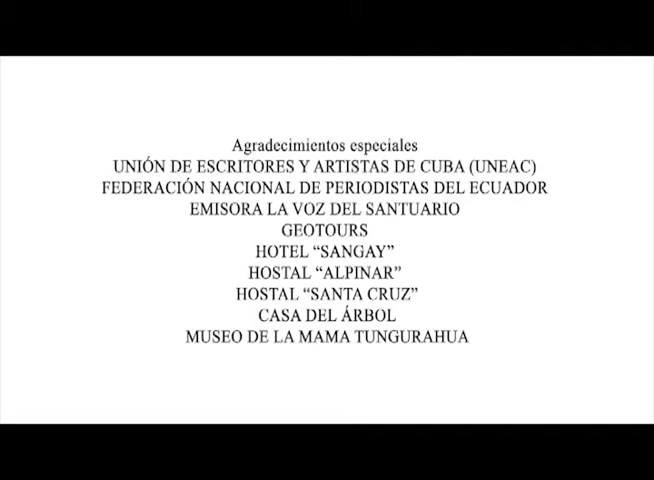 Agradecimientos especiales
UNIÓN DE ESCRITORES Y ARTISTAS DE CUBA (UNEAC)
FEDERACIÓN NACIONAL DE PERIODISTAS DEL ECUADOR
EMISORA LA VOZ DEL SANTUARIO
GEOTOURS
HOTEL “SANGAY”
HOSTAL “ALPINAR”
HOSTAL “SANTA CRUZ”
CASA DEL ÁRBOL
MUSEO DE LA MAMA TUNGURAHUA